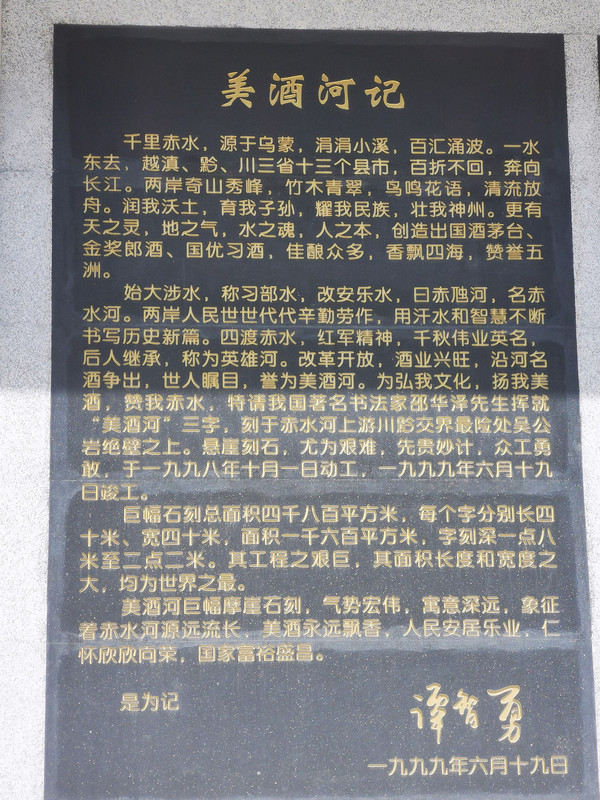 美酒河记
千里赤水，源于乌蒙，涓涓小溪，百汇涌波。一水
东去，越滇、黔、川三省十三个县市，百折不回，奔向
长江。两岸奇山秀峰，竹木青翠，鸟鸣花语，清流放
舟。润我沃土，育我子孙，耀我民族，壮我神州。更有
天之灵，地之气，水之魂，人之本，创造出国酒茅台、
金奖郎酒、国优习酒，佳酿众多，香飘四海，赞誉五
洲。
始大涉水，称习部水，改安乐水，曰赤虺河，名赤
水河。两岸人民世世代代辛勤劳作，用汗水和智慧不断
书写历史新篇。四渡赤水，红军精神，千秋伟业英名，
后人继承，称为英雄河。改革开放，酒业兴旺，沿河名
酒争出，世人瞩目，誉为美酒河。为弘我文化，扬我美
酒，赞我赤水，特请我国著名书法家邵华泽先生挥就
“美酒河”三字，刻于赤水河上游川黔交界最险处吴公
岩绝壁之上。悬崖刻石，尤为艰难，先贵妙计，众工勇
敢，于一九九八年十月一日动工，一九九九年六月十九
日竣工。
巨幅石刻总面积四千八百平方米，每个字分别长四
十米、宽四十米，面积一千六百平方米，字刻深一点八
米至二点二米。其工程之艰巨，其面积长度和宽度之
大，均为世界之最。
美酒河巨幅摩崖石刻，气势宏伟，寓意深远，象征
着赤水河源远流长，美酒永远飘香，人民安居乐业，仁
怀欣欣向荣，国家富裕盛昌。
是为记
谭智勇
一九九九年六月十九日